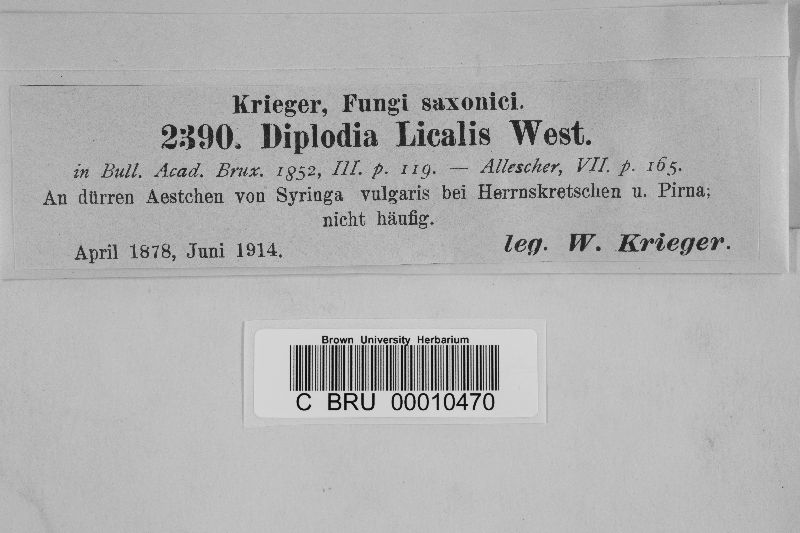 Krieger, Fungi saxonici.
2390. Diplodia Licalis West.
in Bull. Acad. Brux. 1852, III. p. 119. — Allescher, VII. p. 165.
An dürren Aestchen von Syringa vulgaris bei Herrnskretschen u. Pirna;
nicht häufig.
April 1878, Juni 1914.
leg. W. Krieger.
Brown University Herbarium
C BRU 00010470